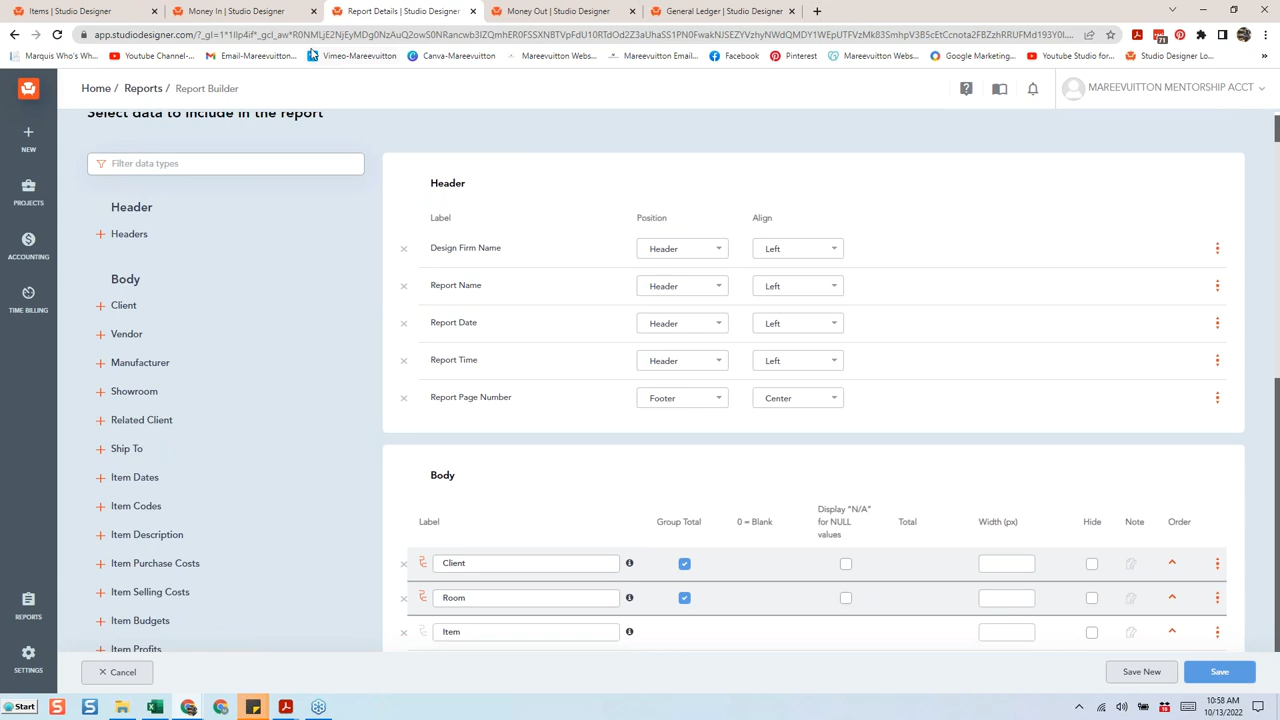 Items | Studio Designer
Money In | Studio Designer
Report Details | Studio Designer
Money Out | Studio Designer
General Ledger | Studio Designer
Marquis Who's Who...
YouTube Channel
Email-Mareevuitton
Vimeo-Mareevuitton
Canva-Mareevuitton
Mareevuitton Web...
Mareevuitton Email...
Facebook
Pinterest
Google Marketing...
Youtube Studio for...
Studio Designer Lo...
»
Home / Reports / Report Builder
MAREEVUITTON MENTORSHIP ACCT
NEW
PROJECTS
ACCOUNTING
TIME BILLING
REPORTS
SETTINGS
Select data to include in the report
Filter data types
Header
Headers
Body
Client
Vendor
Manufacturer
Showroom
Related Client
Ship To
Item Dates
Item Codes
Item Description
Item Purchase Costs
Item Selling Costs
Item Budgets
Item Profits
Header
Label Position Align
Design Firm Name Header Left
Report Name Header Left
Report Date Header Left
Report Time Header Left
Report Page Number Footer Center
Body
Label Group Total 0 = Blank Display "N/A" for NULL values Total Width (px) Hide Note Order
Client
Room
Item
Cancel
Save New
Save
Start
10:58 AM
10/13/2022